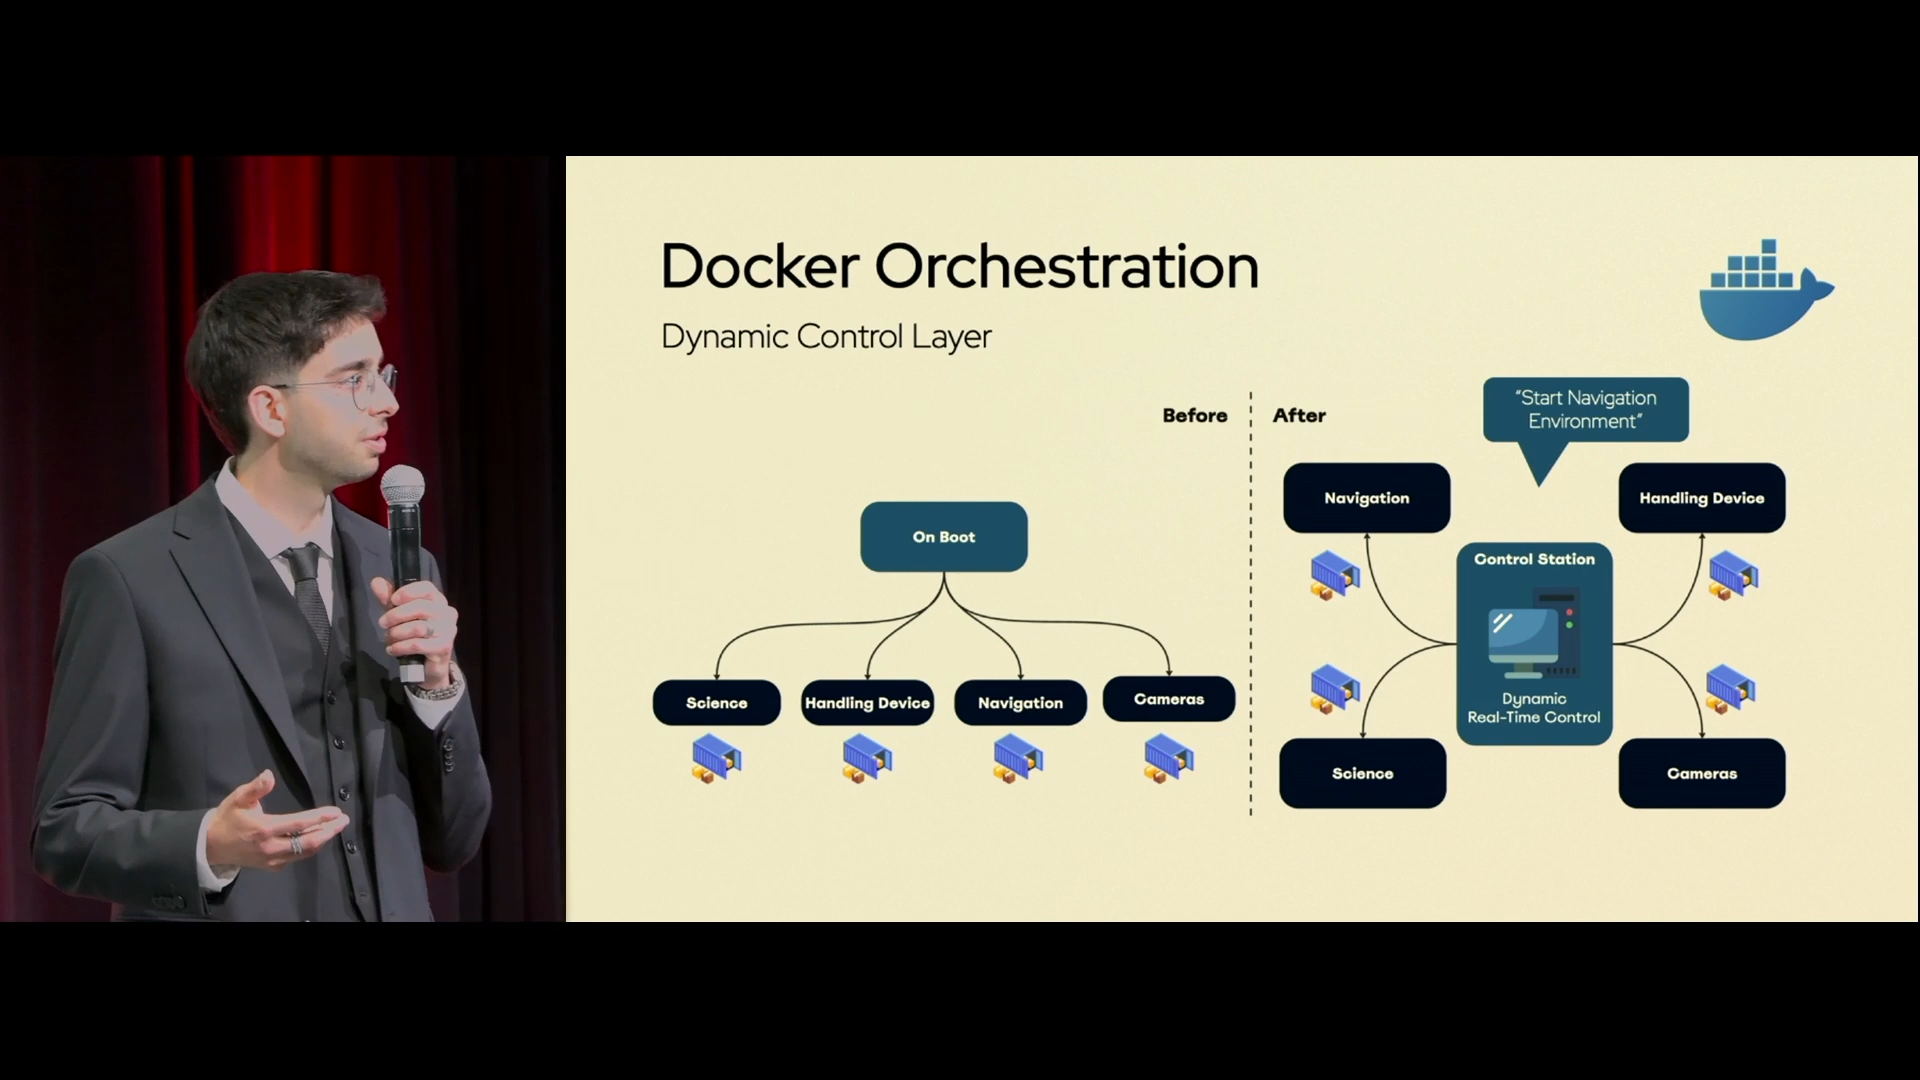 Docker Orchestration
Dynamic Control Layer
Before
After
“Start Navigation
Environment”
On Boot
Science
Handling Device
Navigation
Cameras
Navigation
Handling Device
Control Station
Dynamic
Real-Time Control
Science
Cameras